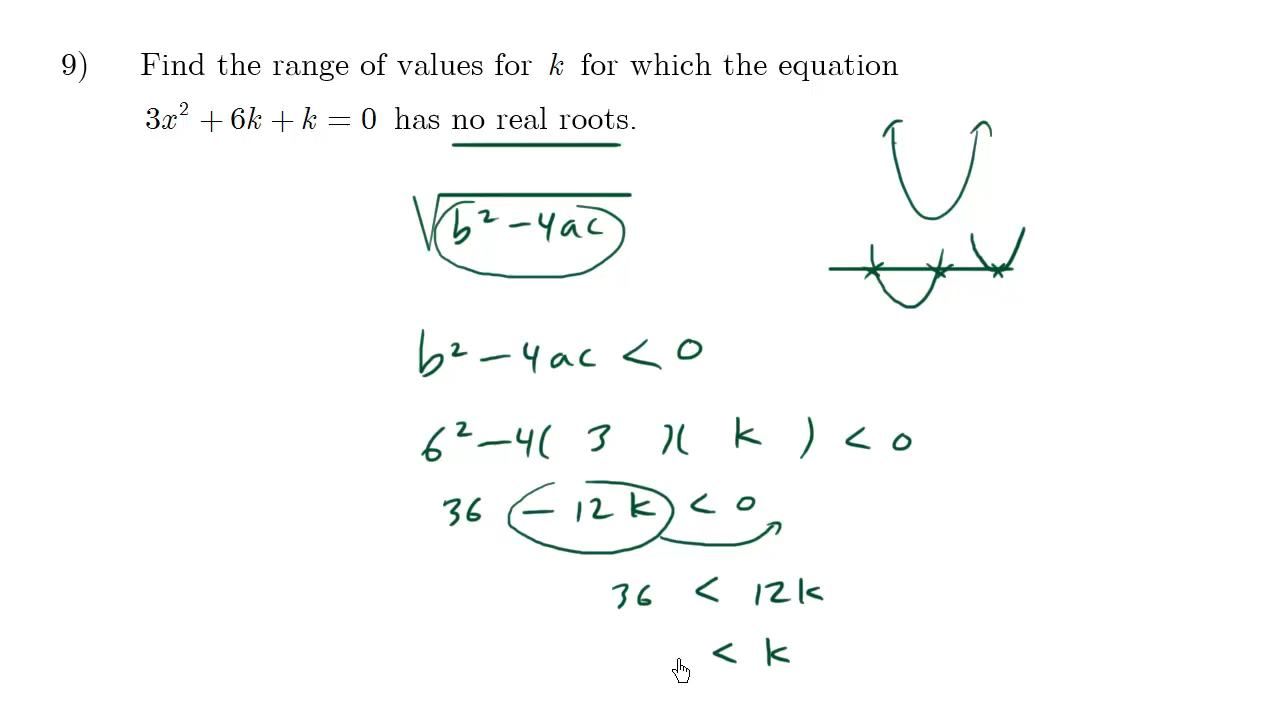 9) Find the range of values for k for which the equation
3x² + 6k + k = 0 has no real roots.
√(b² – 4ac)
b² – 4ac < 0
6² – 4( 3 )( k ) < 0
36 – 12k < 0
36 < 12k
< k